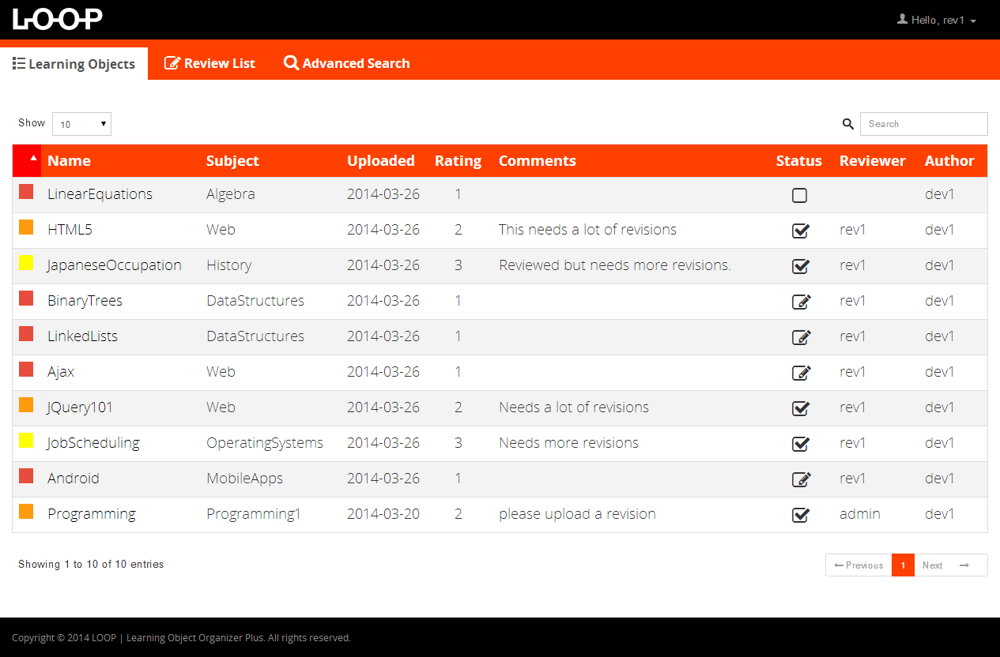 LOOP Hello, rev1
Learning Objects Review List Advanced Search
Show 10 Search
Name Subject Uploaded Rating Comments Status Reviewer Author
LinearEquations Algebra 2014-03-26 1 dev1
HTML5 Web 2014-03-26 2 This needs a lot of revisions rev1 dev1
JapaneseOccupation History 2014-03-26 3 Reviewed but needs more revisions. rev1 dev1
BinaryTrees DataStructures 2014-03-26 1 rev1 dev1
LinkedLists DataStructures 2014-03-26 1 rev1 dev1
Ajax Web 2014-03-26 1 rev1 dev1
JQuery101 Web 2014-03-26 2 Needs a lot of revisions rev1 dev1
JobScheduling OperatingSystems 2014-03-26 3 Needs more revisions rev1 dev1
Android MobileApps 2014-03-26 1 rev1 dev1
Programming Programming1 2014-03-20 2 please upload a revision admin dev1
Showing 1 to 10 of 10 entries Previous 1 Next
Copyright © 2014 LOOP | Learning Object Organizer Plus. All rights reserved.